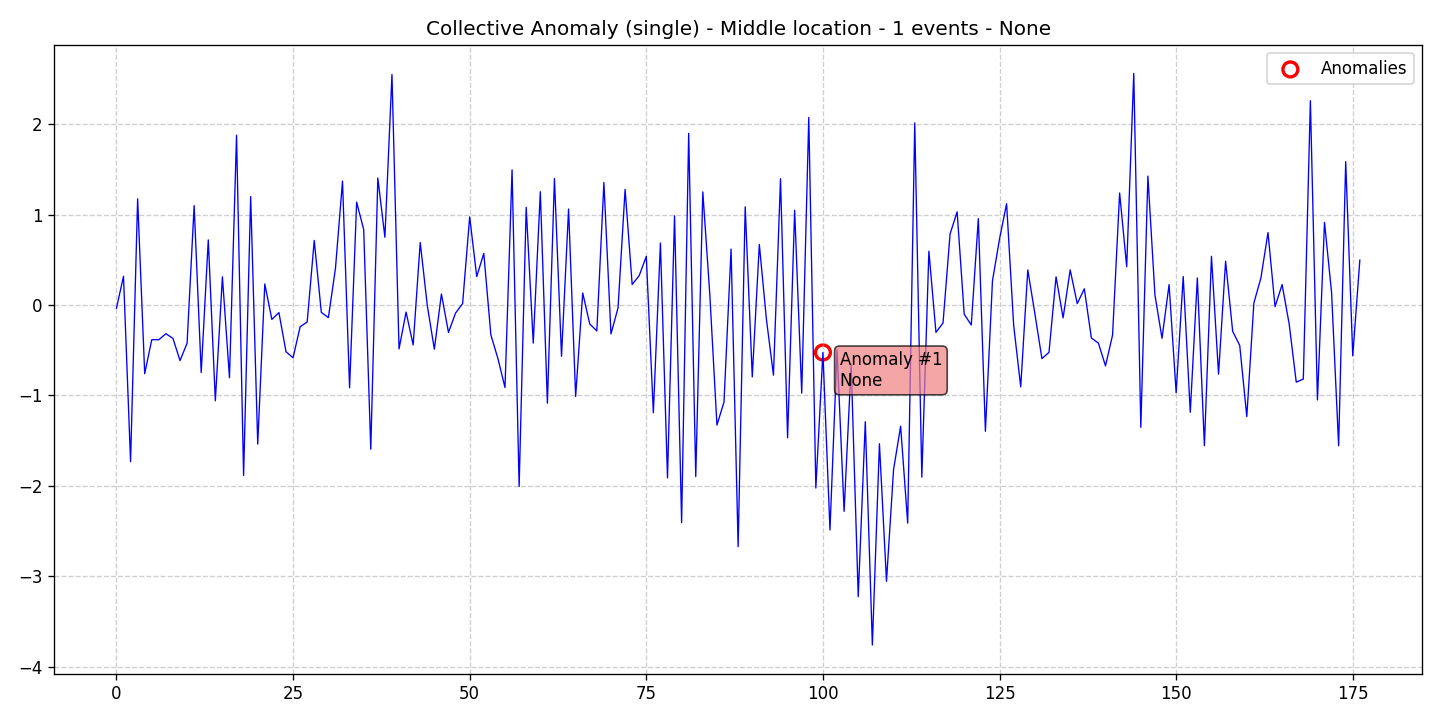 Collective Anomaly (single) - Middle location - 1 events - None
Anomalies
Anomaly #1
None
2
1
0
−1
−2
−3
−4
0 25 50 75 100 125 150 175